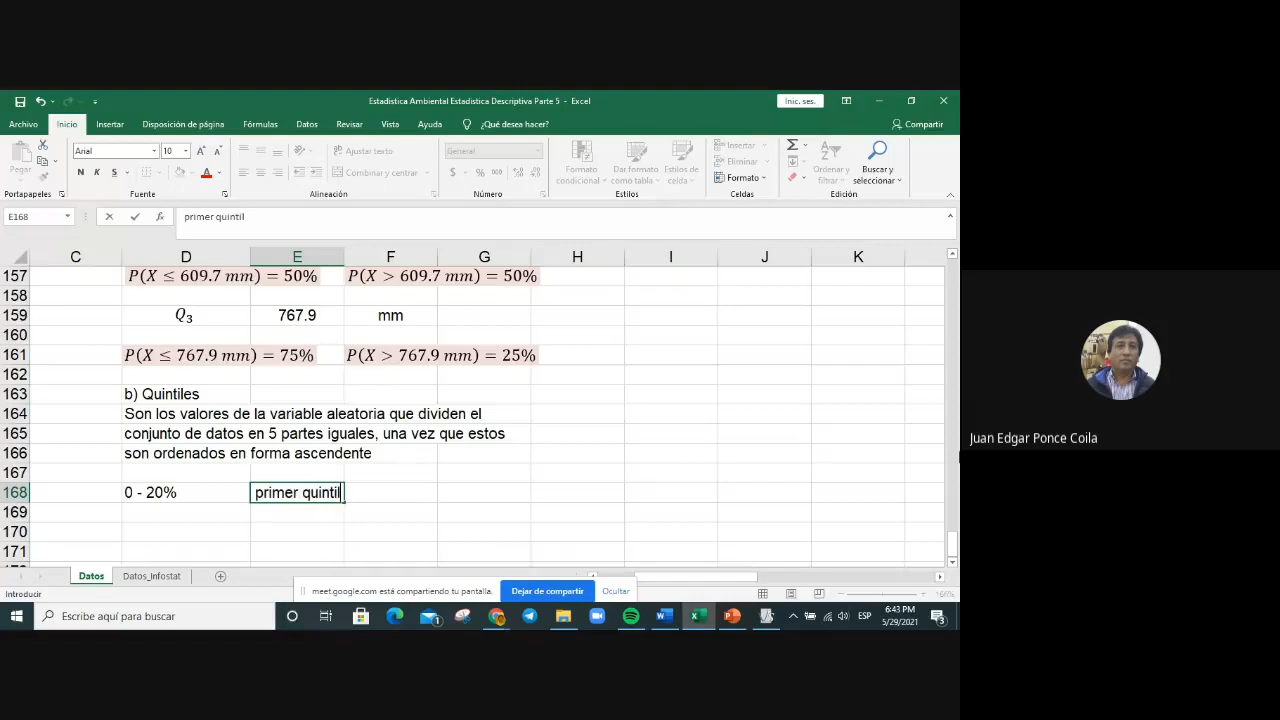 Estadistica Ambiental Estadistica Descriptiva Parte 5 - Excel
Inic. ses.
Archivo Inicio Insertar Disposición de página Fórmulas Datos Revisar Vista Ayuda ¿Qué desea hacer? Compartir
Pegar
Arial 10
N K S
Ajustar texto
Combinar y centrar
General
$ % 000
Formato condicional
Dar formato como tabla
Estilos de celda
Insertar
Eliminar
Formato
Ordenar y filtrar
Buscar y seleccionar
Portapapeles Fuente Alineación Número Estilos Celdas Edición
E168 fx primer quintil
C D E F G H I J K
157 P(X ≤ 609.7 mm) = 50% P(X > 609.7 mm) = 50%
158
159 Q₃ 767.9 mm
160
161 P(X ≤ 767.9 mm) = 75% P(X > 767.9 mm) = 25%
162
163 b) Quintiles
164 Son los valores de la variable aleatoria que dividen el
165 conjunto de datos en 5 partes iguales, una vez que estos
166 son ordenados en forma ascendente
167
168 0 - 20% primer quintil
169
170
171
Datos Datos_Infostat
Introducir
meet.google.com está compartiendo tu pantalla. Dejar de compartir Ocultar
166%
Escribe aquí para buscar
ESP
6:43 PM
5/29/2021
Juan Edgar Ponce Coila